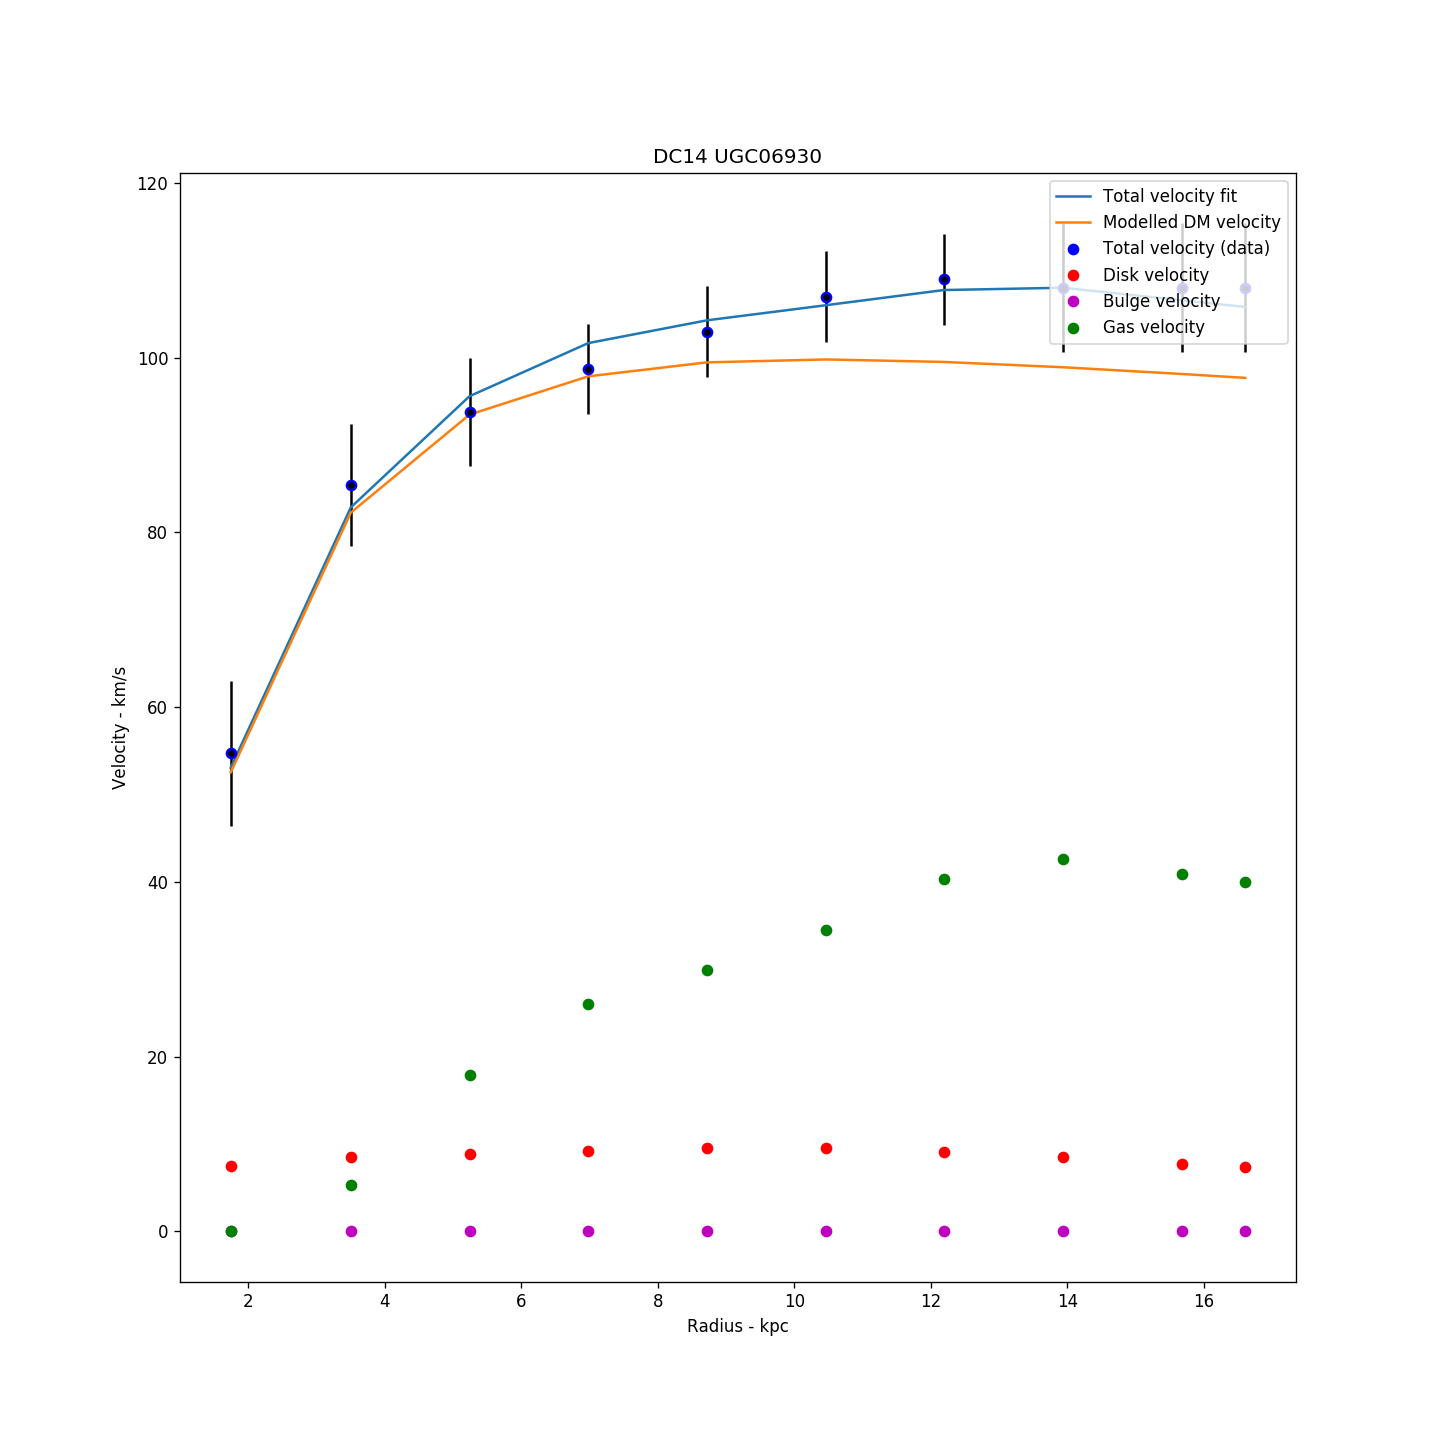 DC14 UGC06930
120
100
80
60
40
20
0
Velocity - km/s
Total velocity fit
Modelled DM velocity
Total velocity (data)
Disk velocity
Bulge velocity
Gas velocity
2 4 6 8 10 12 14 16
Radius - kpc